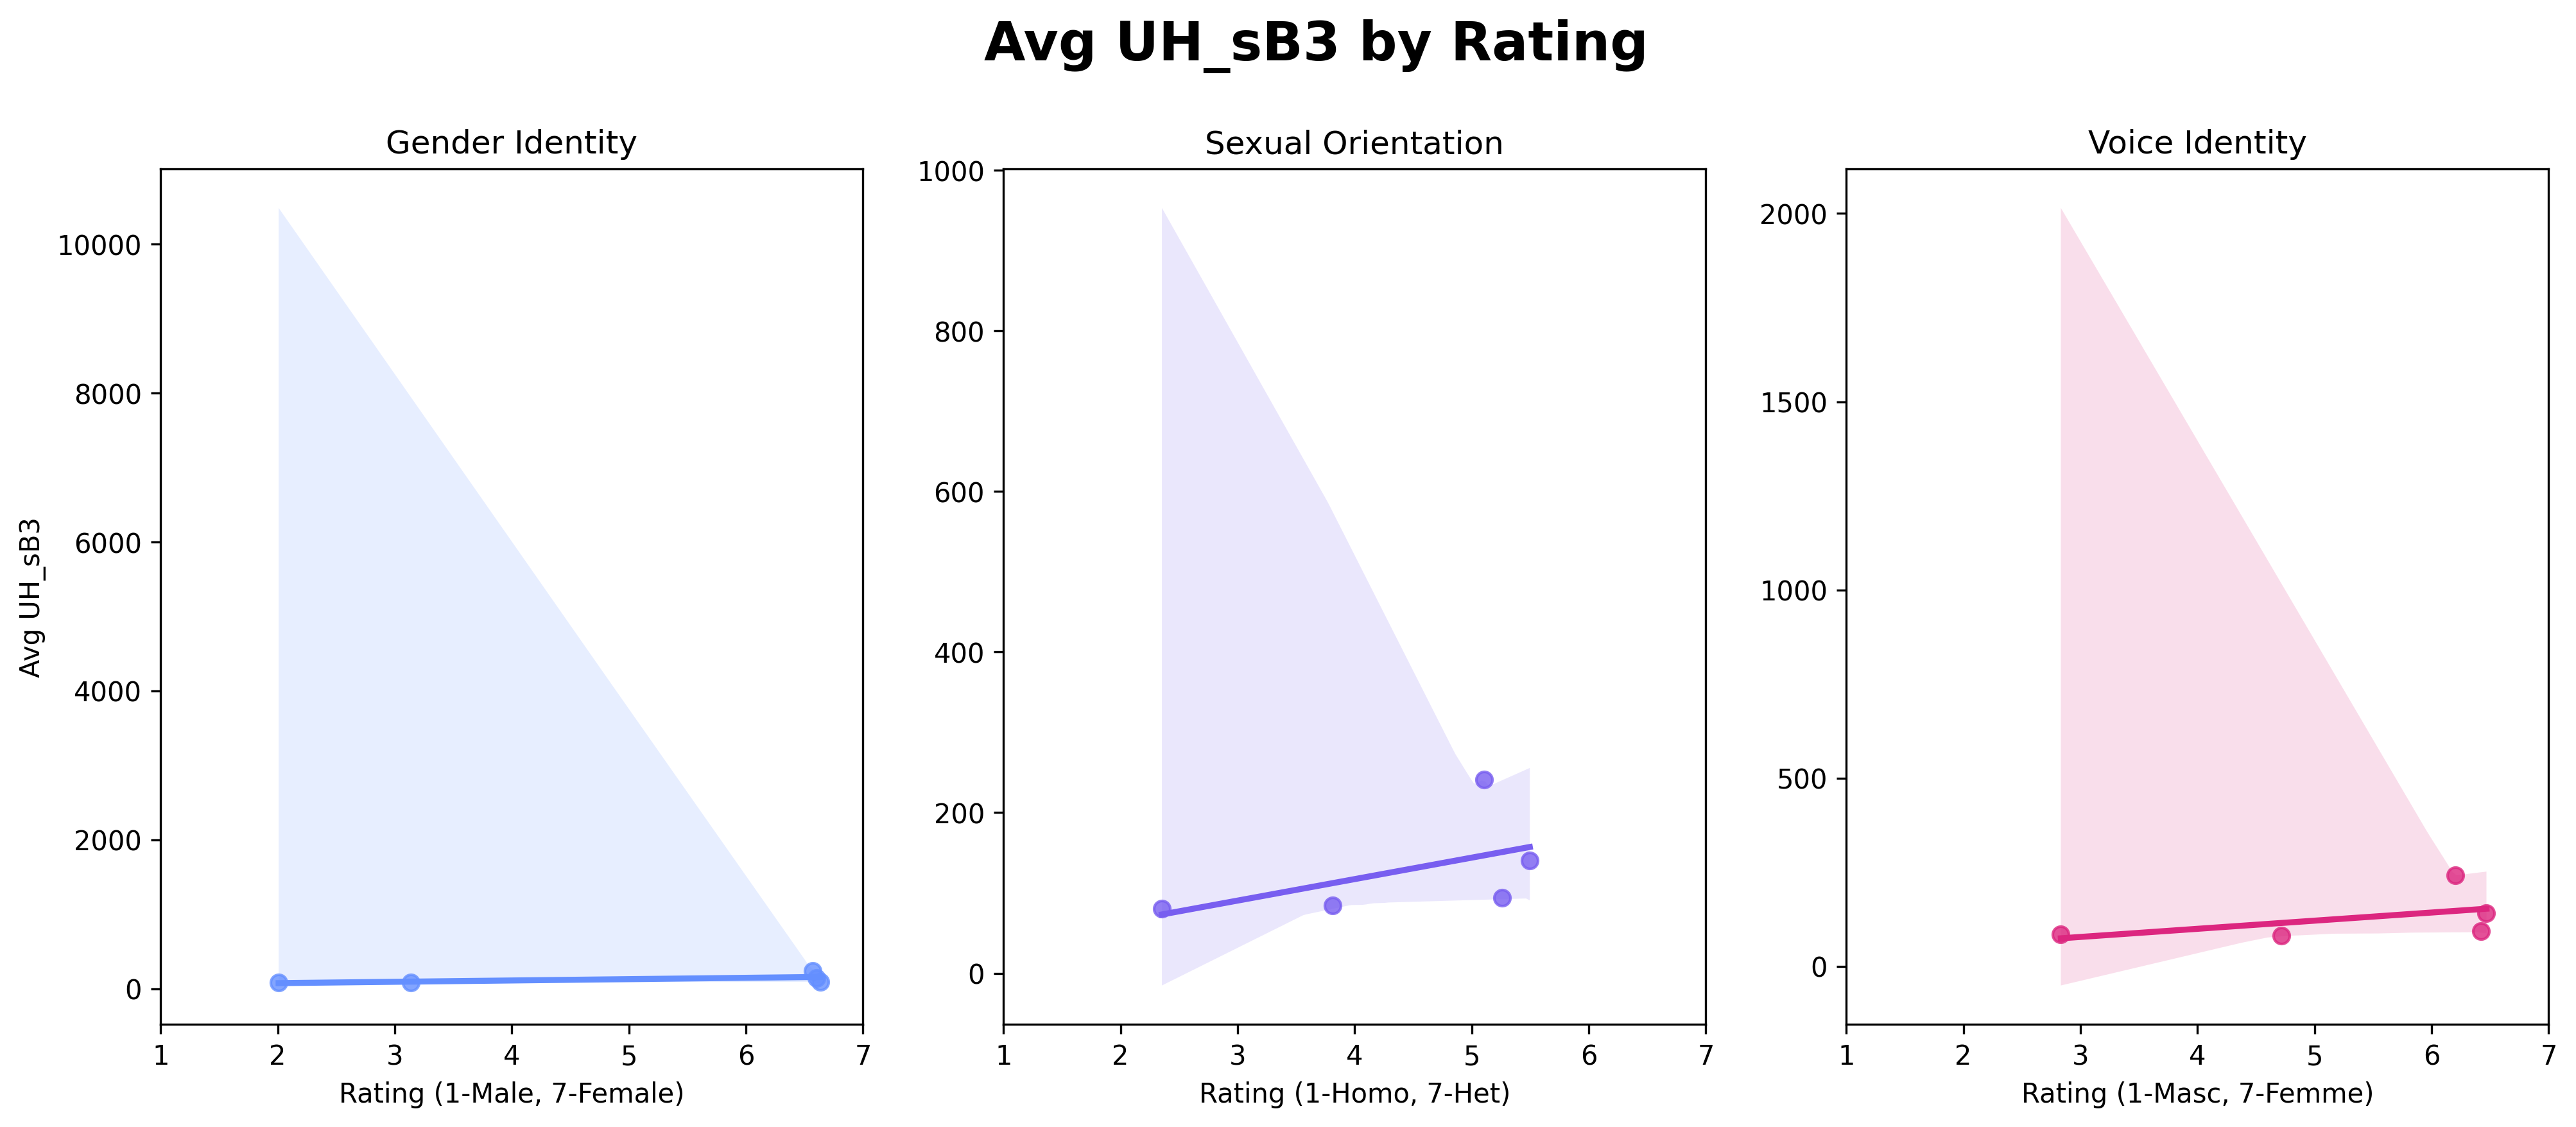 Avg UH_sB3 by Rating
Gender Identity
Avg UH_sB3
10000
8000
6000
4000
2000
0
1 2 3 4 5 6 7
Rating (1-Male, 7-Female)
Sexual Orientation
1000
800
600
400
200
0
1 2 3 4 5 6 7
Rating (1-Homo, 7-Het)
Voice Identity
2000
1500
1000
500
0
1 2 3 4 5 6 7
Rating (1-Masc, 7-Femme)